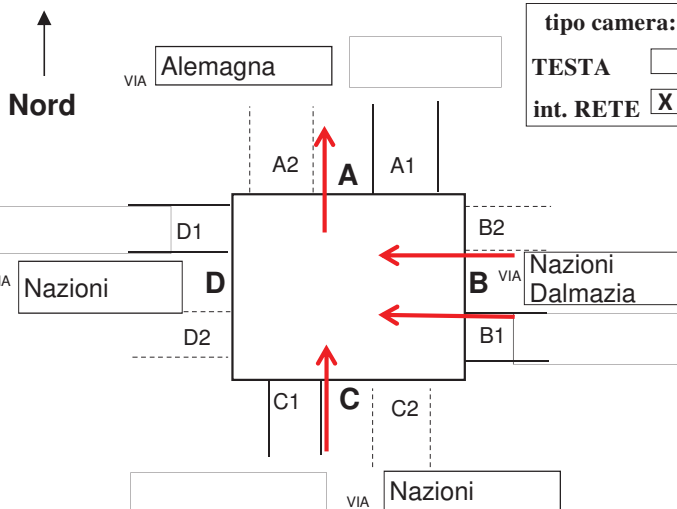 tipo camera:
VIA Alemagna
TESTA
Nord
int. RETE X
A2 A A1
D1 B2
Nazioni D B VIA Nazioni
Dalmazia
D2 B1
C1 C C2
VIA Nazioni